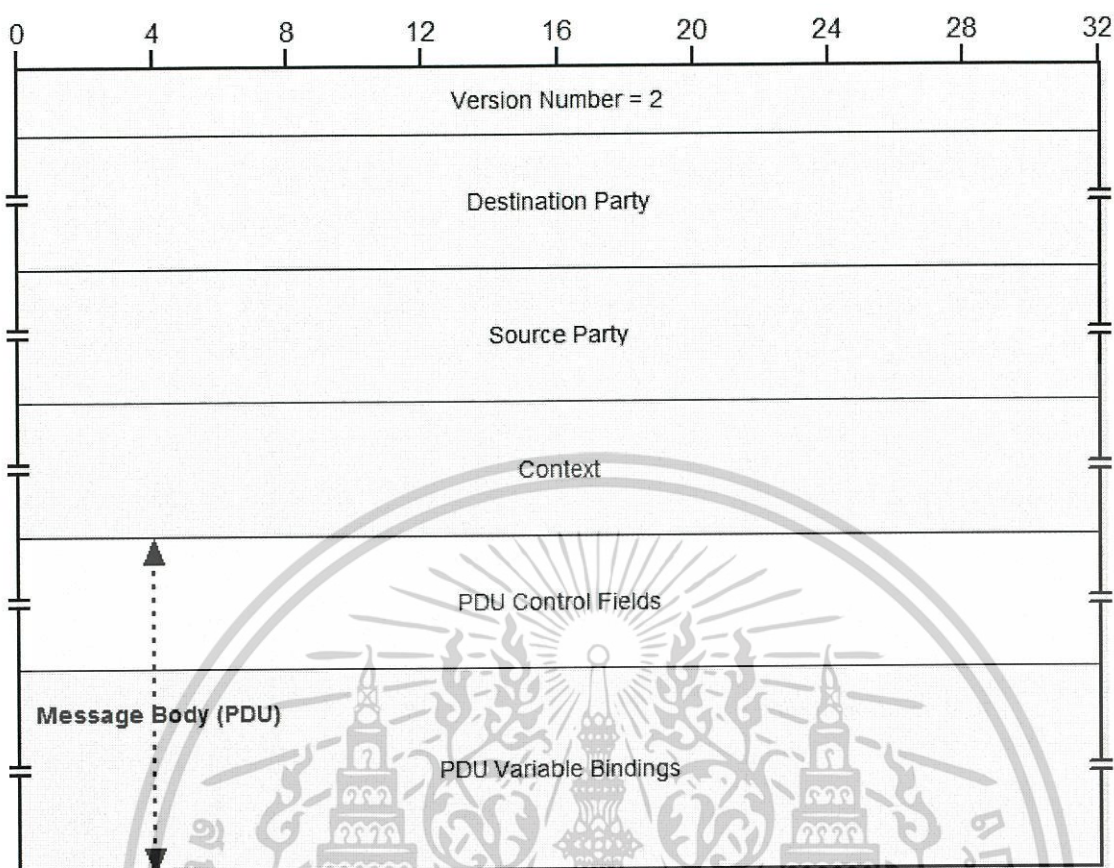 0 4 8 12 16 20 24 28 32
Version Number = 2
Destination Party
Source Party
Context
PDU Control Fields
Message Body (PDU)
PDU Variable Bindings